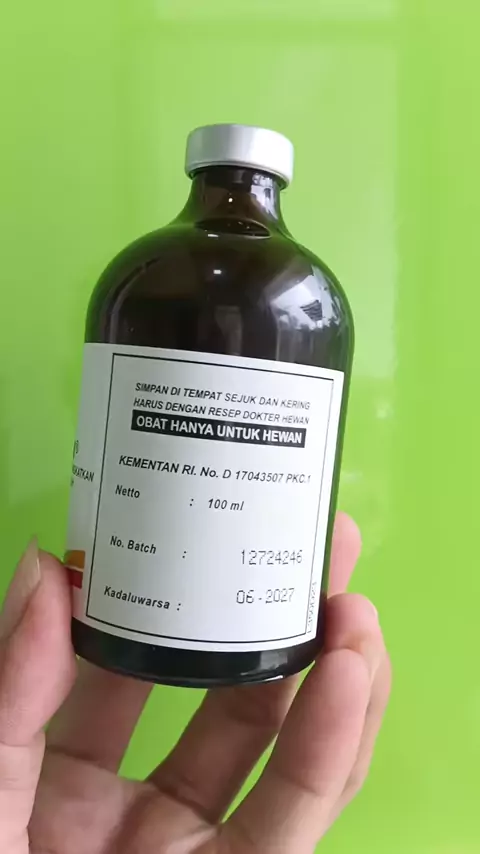 SIMPAN DI TEMPAT SEJUK DAN KERING
HARUS DENGAN RESEP DOKTER HEWAN
OBAT HANYA UNTUK HEWAN
KEMENTAN RI. No. D 17043507 PKC.1
Netto : 100 ml
No. Batch : 12724246
Kadaluwarsa : 06-2027